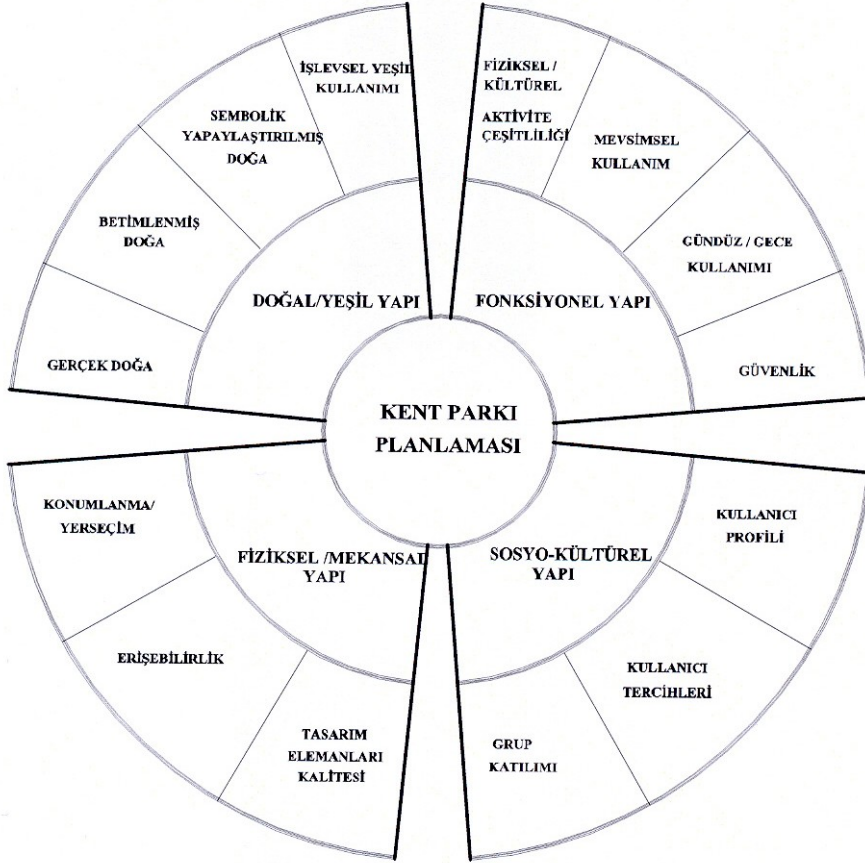 İŞLEVSEL YEŞİL
KULLANIMI
SEMBOLİK
YAPAYLAŞTIRILMIŞ
DOĞA
BETİMLENMİŞ
DOĞA
GERÇEK DOĞA
DOĞAL/YEŞİL YAPI
FİZİKSEL /
KÜLTÜREL
AKTİVİTE
ÇEŞİTLİLİĞİ
MEVSİMSEL
KULLANIM
GÜNDÜZ / GECE
KULLANIMI
GÜVENLİK
FONKSİYONEL YAPI
KENT PARKI
PLANLAMASI
KONUMLANMA/
YERSEÇİM
ERİŞEBİLİRLİK
TASARIM
ELEMANLARI
KALİTESİ
FİZİKSEL /MEKANSAL
YAPI
SOSYO-KÜLTÜREL
YAPI
KULLANICI
PROFİLİ
KULLANICI
TERCİHLERİ
GRUP
KATILIMI